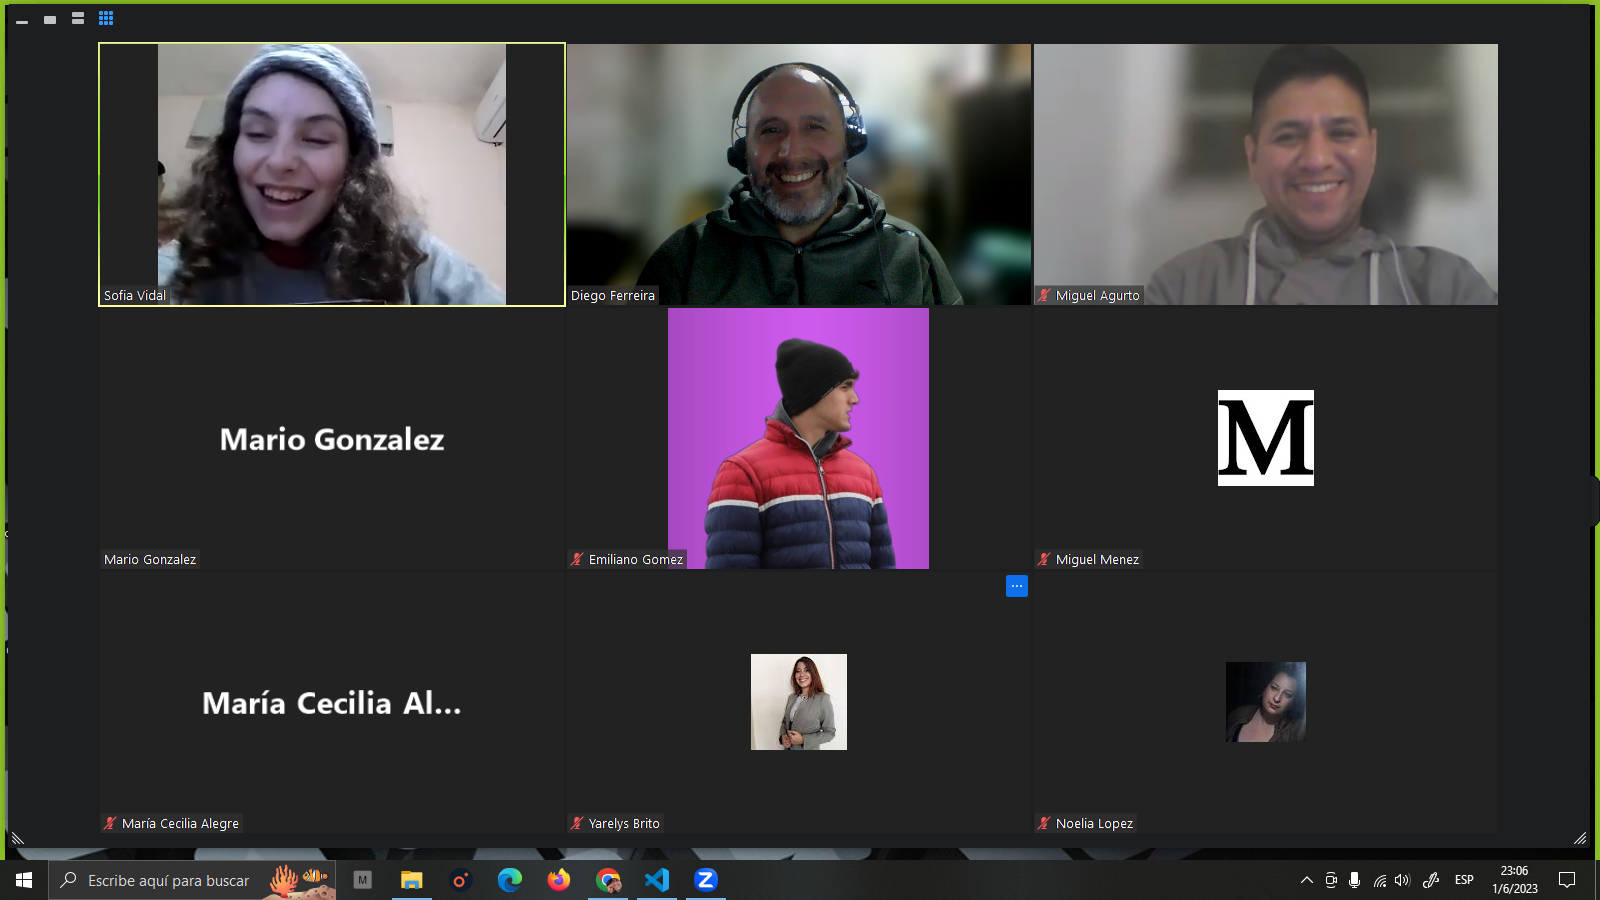 Sofia Vidal
Diego Ferreira
Miguel Agurto
Mario Gonzalez
Mario Gonzalez
Emiliano Gomez
M
Miguel Menez
María Cecilia Al...
María Cecilia Alegre
Yarelys Brito
Noelia Lopez
Escribe aquí para buscar
M
ESP
23:06
1/6/2023